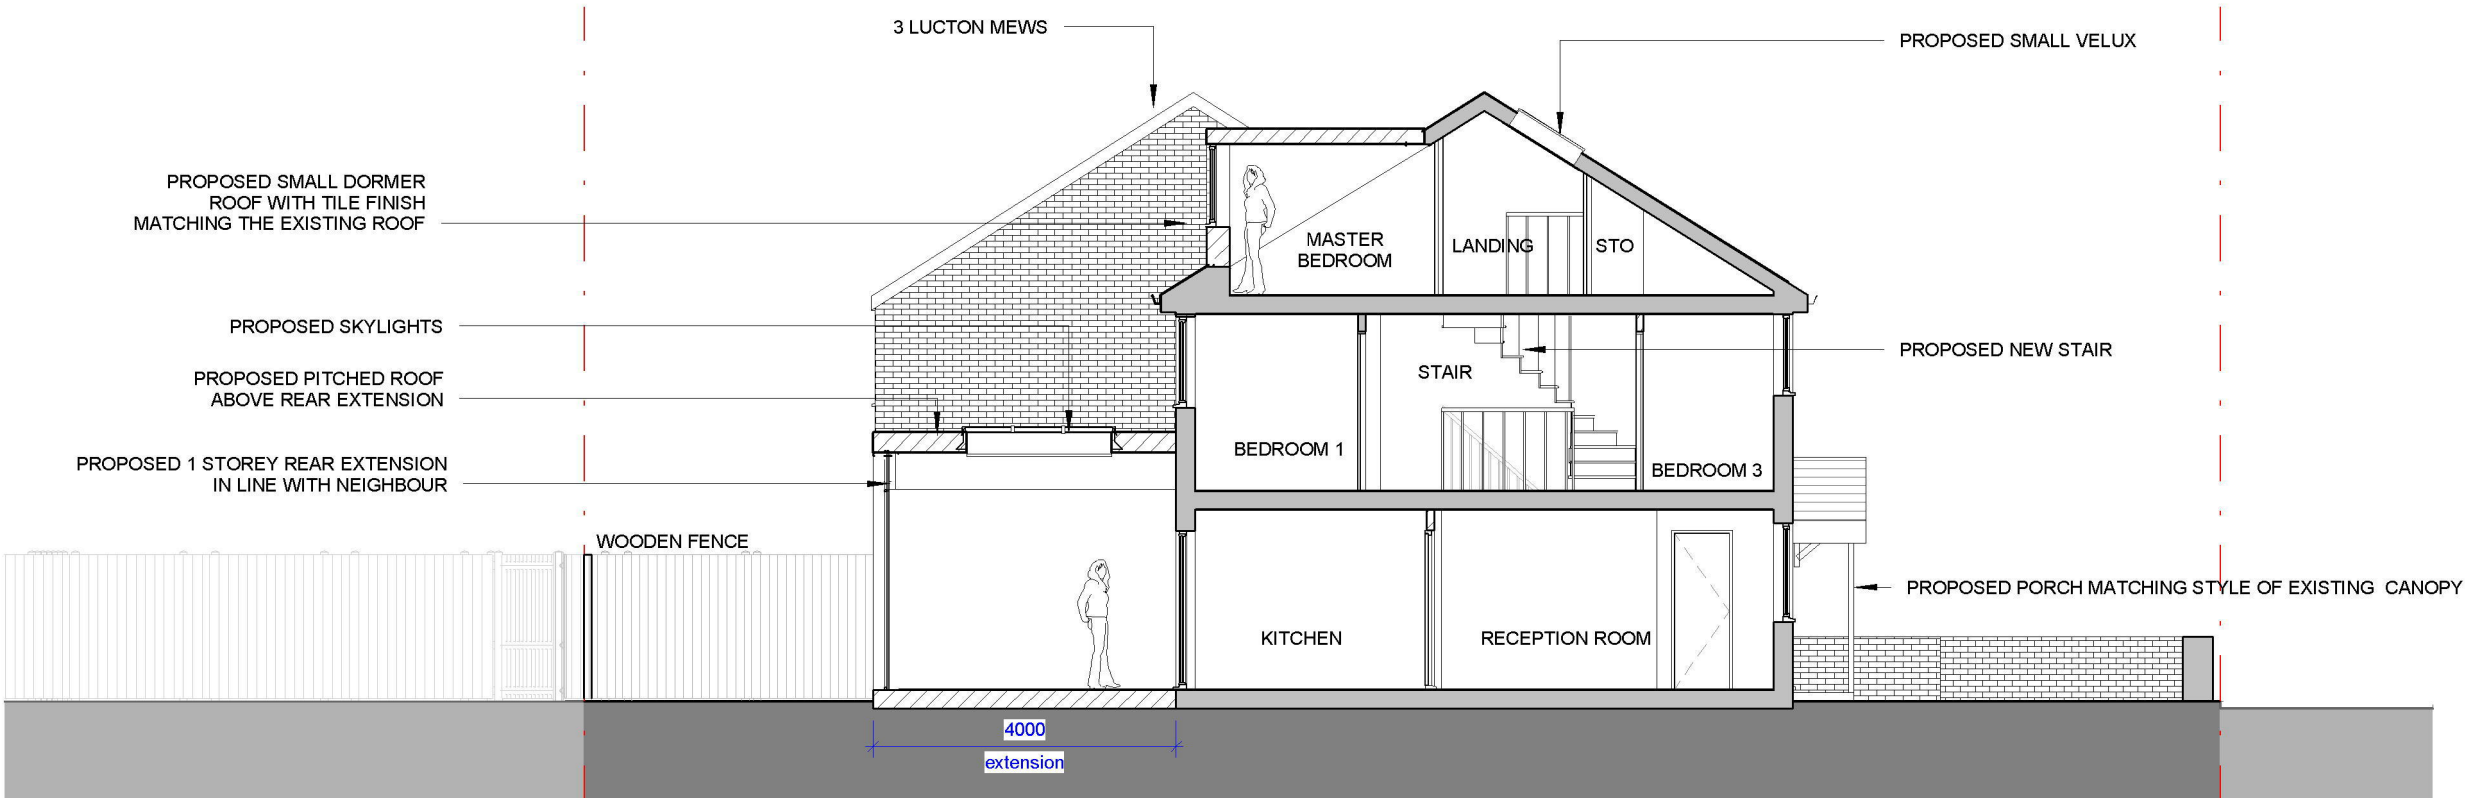 3 LUCTON MEWS
PROPOSED SMALL VELUX
PROPOSED SMALL DORMER
ROOF WITH TILE FINISH
MATCHING THE EXISTING ROOF
MASTER
BEDROOM
LANDING
STO
PROPOSED SKYLIGHTS
PROPOSED NEW STAIR
STAIR
PROPOSED PITCHED ROOF
ABOVE REAR EXTENSION
BEDROOM 1
BEDROOM 3
PROPOSED 1 STOREY REAR EXTENSION
IN LINE WITH NEIGHBOUR
WOODEN FENCE
PROPOSED PORCH MATCHING STYLE OF EXISTING CANOPY
KITCHEN
RECEPTION ROOM
4000
extension